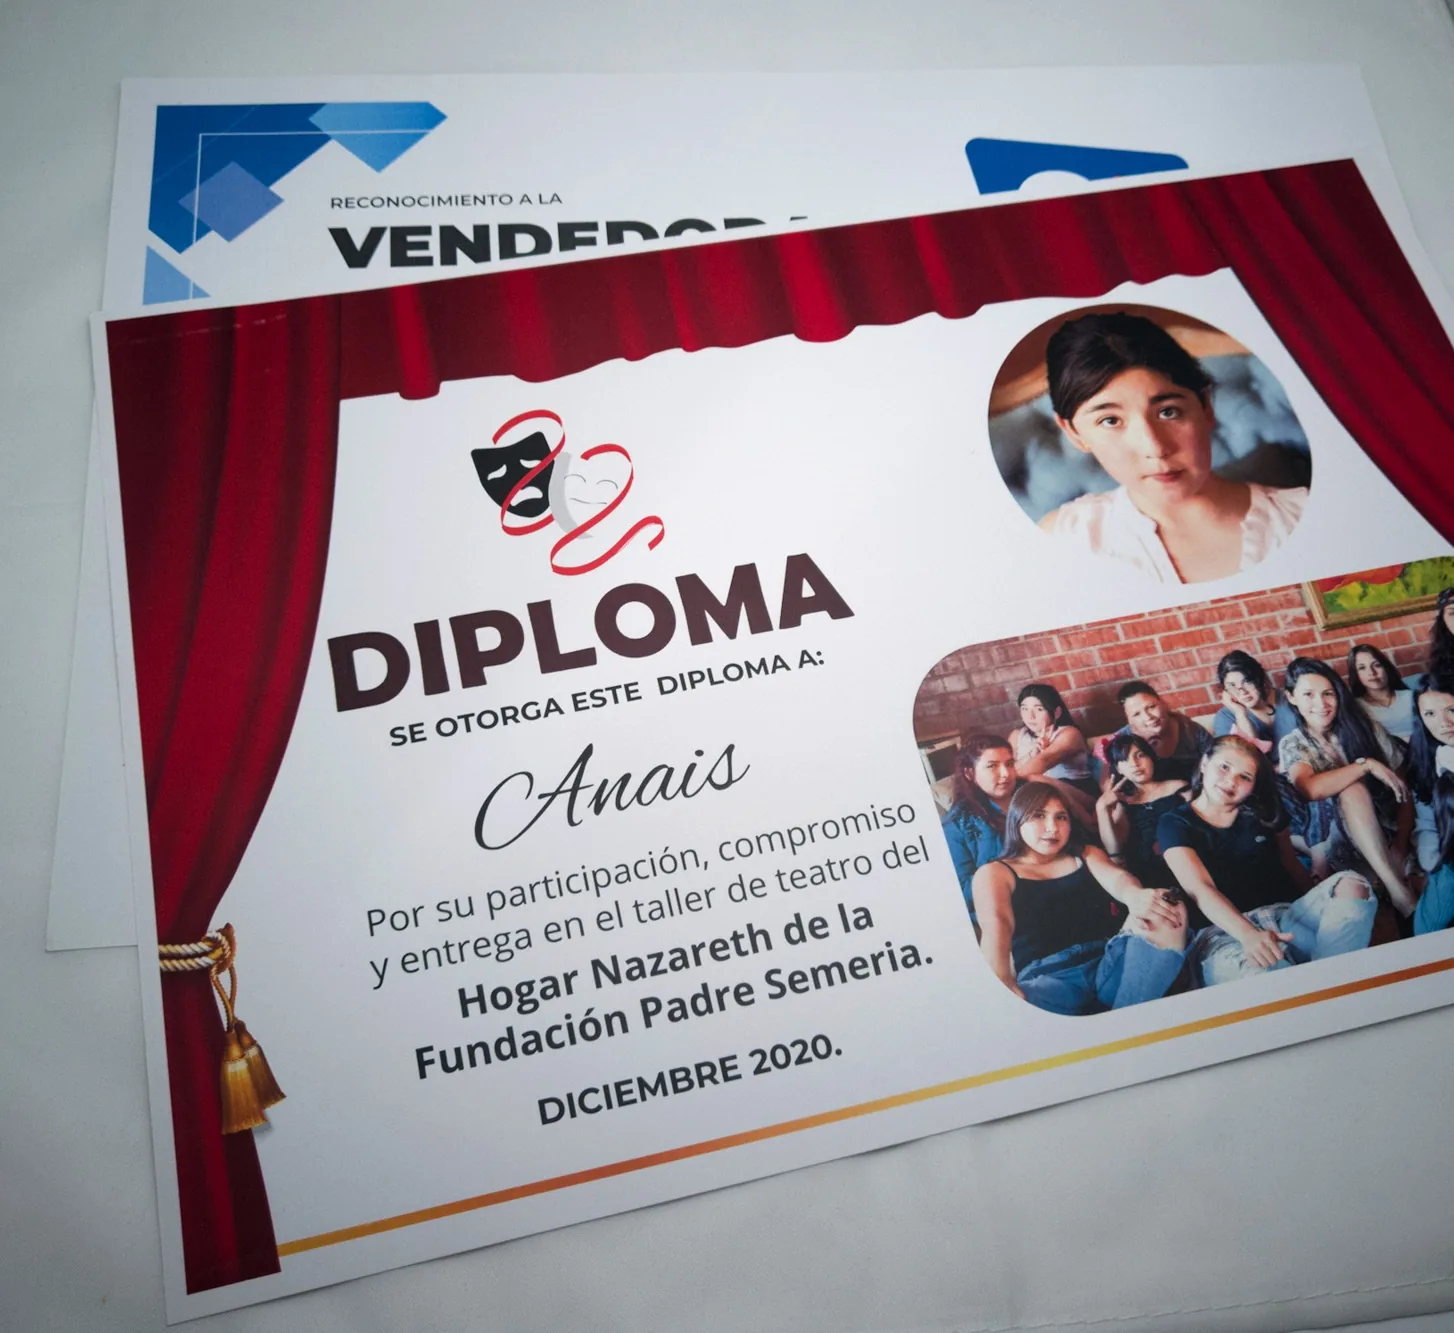 RECONOCIMIENTO A LA
VENDEDORA
DIPLOMA
SE OTORGA ESTE DIPLOMA A:
Anais
Por su participación, compromiso
y entrega en el taller de teatro del
Hogar Nazareth de la
Fundación Padre Semeria.
DICIEMBRE 2020.